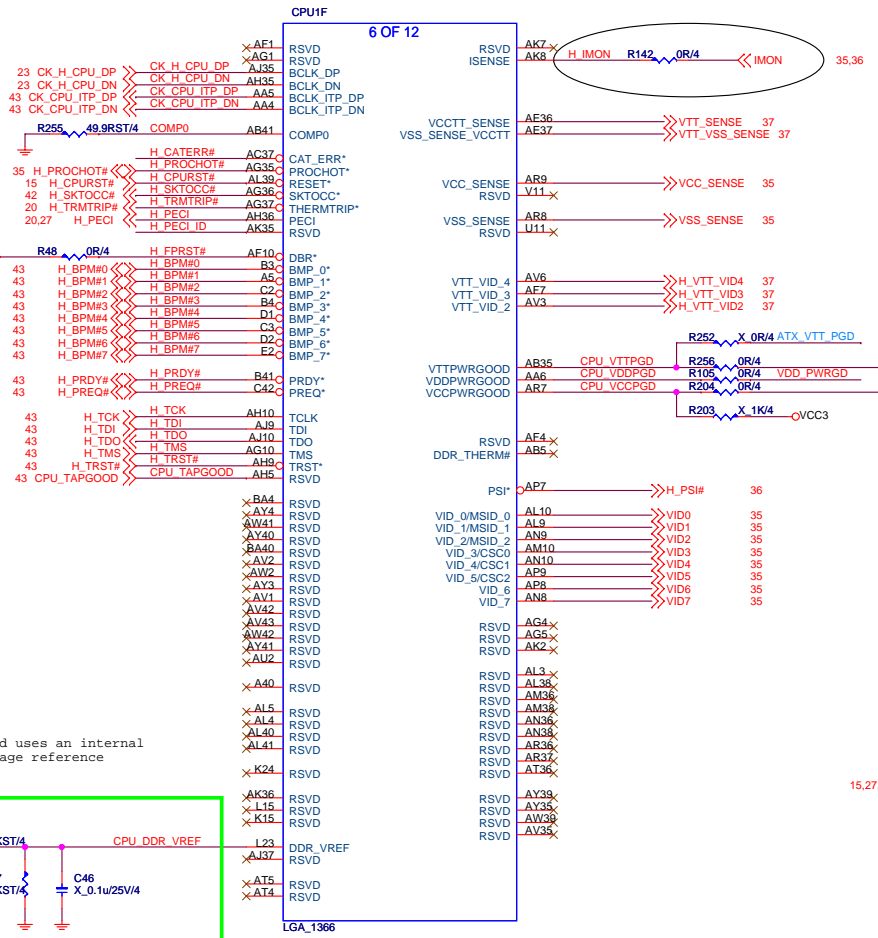 CPU1F
6 OF 12
AF1 RSVD
AG1 RSVD
23 CK_H_CPU_DP CK_H_CPU_DP AJ35 BCLK_DP
23 CK_H_CPU_DN CK_H_CPU_DN AH35 BCLK_DN
43 CK_CPU_ITP_DP CK_CPU_ITP_DP AA5 BCLK_ITP_DP
43 CK_CPU_ITP_DN CK_CPU_ITP_DN AA4 BCLK_ITP_DN
R255 49.9RST/4 COMP0 AB41 COMP0
H_CATERR# AC37 CAT_ERR*
35 H_PROCHOT# H_PROCHOT# AG35 PROCHOT*
15 H_CPURST# H_CPURST# AL39 RESET*
42 H_SKTOCC# H_SKTOCC# AG36 SKTOCC*
20 H_TRMTRIP# H_TRMTRIP# AG37 THERMTRIP*
20,27 H_PECI H_PECI AH36 PECI
H_PECI_ID AK35 RSVD
R48 0R/4 H_FPRST# AF10 DBR*
43 H_BPM#0 H_BPM#0 B3 BMP_0*
43 H_BPM#1 H_BPM#1 A5 BMP_1*
43 H_BPM#2 H_BPM#2 C2 BMP_2*
43 H_BPM#3 H_BPM#3 B4 BMP_3*
43 H_BPM#4 H_BPM#4 D1 BMP_4*
43 H_BPM#5 H_BPM#5 C3 BMP_5*
43 H_BPM#6 H_BPM#6 D2 BMP_6*
43 H_BPM#7 H_BPM#7 E2 BMP_7*
43 H_PRDY# H_PRDY# B41 PRDY*
43 H_PREQ# H_PREQ# C42 PREQ*
43 H_TCK H_TCK AH10 TCLK
43 H_TDI H_TDI AJ9 TDI
43 H_TDO H_TDO AJ10 TDO
43 H_TMS H_TMS AG10 TMS
43 H_TRST# H_TRST# AH9 TRST*
43 CPU_TAPGOOD CPU_TAPGOOD AH5 RSVD
BA4 RSVD
AY4 RSVD
AW41 RSVD
AY40 RSVD
BA40 RSVD
AV2 RSVD
AW2 RSVD
AY3 RSVD
AV1 RSVD
AV42 RSVD
AV43 RSVD
AW42 RSVD
AY41 RSVD
AU2 RSVD
A40 RSVD
AL5 RSVD
AL4 RSVD
AL40 RSVD
AL41 RSVD
K24 RSVD
AK36 RSVD
L15 RSVD
K15 RSVD
CPU_DDR_VREF L23 DDR_VREF
AJ37 RSVD
AT5 RSVD
AT4 RSVD
LGA_1366
RSVD AK7
ISENSE AK8 H_IMON R142 0R/4 IMON 35,36
VCCTT_SENSE AE36 VTT_SENSE 37
VSS_SENSE_VCCTT AE37 VTT_VSS_SENSE 37
VCC_SENSE AR9 VCC_SENSE 35
RSVD V11
VSS_SENSE AR8 VSS_SENSE 35
RSVD U11
VTT_VID_4 AV6 H_VTT_VID4 37
VTT_VID_3 AF7 H_VTT_VID3 37
VTT_VID_2 AV3 H_VTT_VID2 37
R252 X_0R/4 ATX_VTT_PGD
VTTPWRGOOD AB35 CPU_VTTPGD R256 0R/4
VDDPWRGOOD AA6 CPU_VDDPGD R105 0R/4 VDD_PWRGD
VCCPWRGOOD R7 CPU_VCCPGD R204 0R/4
R203 X_1K/4 VCC3
RSVD AF4
DDR_THERM# AB5
PSI* AP7 H_PSI# 36
VID_0/MSID_0 AL10 VID0 35
VID_1/MSID_1 AL9 VID1 35
VID_2/MSID_2 AN9 VID2 35
VID_3/CSC0 AM10 VID3 35
VID_4/CSC1 AN10 VID4 35
VID_5/CSC2 AP9 VID5 35
VID_6 AP8 VID6 35
VID_7 AN8 VID7 35
RSVD AG4
RSVD AG5
RSVD AK2
RSVD AL3
RSVD AL38
RSVD AM36
RSVD AM38
RSVD AN36
RSVD AN38
RSVD AR36
RSVD AR37
RSVD AT36
RSVD AY39
RSVD AY35
RSVD AW39
RSVD AV35
15,27
d uses an internal
age reference
KST/4
KST/4
C46
X_0.1u/25V/4